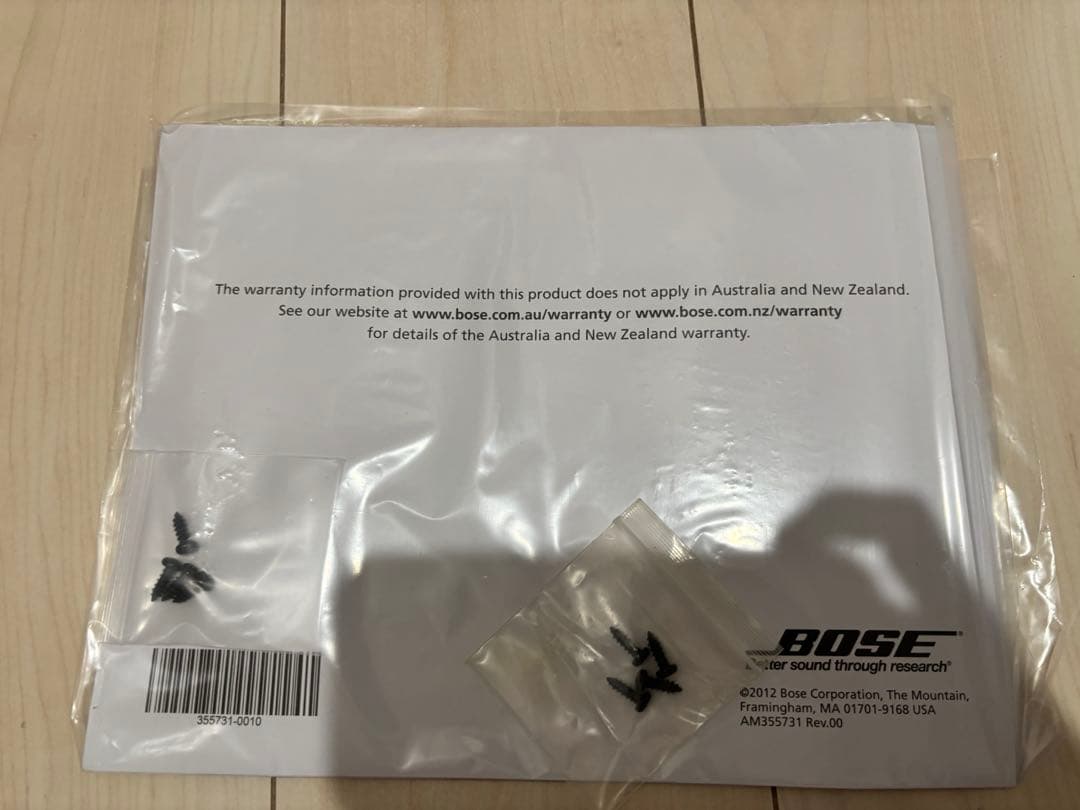 The warranty information provided with this product does not apply in Australia and New Zealand.
See our website at www.bose.com.au/warranty or www.bose.com.nz/warranty
for details of the Australia and New Zealand warranty.
355731-0010
BOSE®
Better sound through research®
©2012 Bose Corporation, The Mountain,
Framingham, MA 01701-9168 USA
AM355731 Rev.00